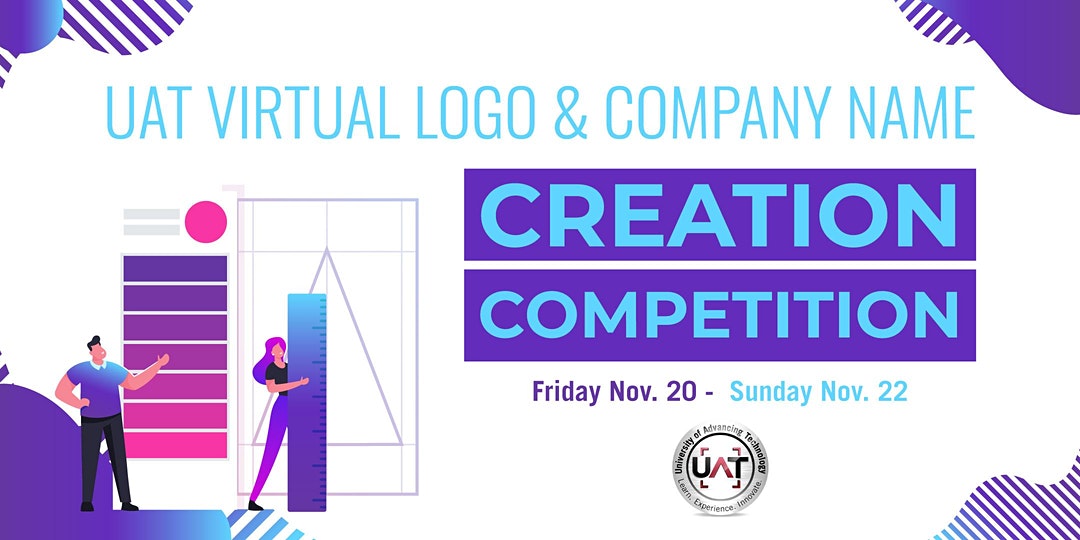 UAT VIRTUAL LOGO & COMPANY NAME
CREATION
COMPETITION
Friday Nov. 20 - Sunday Nov. 22
University of Advancing Technology
UAT
Learn. Experience. Innovate.